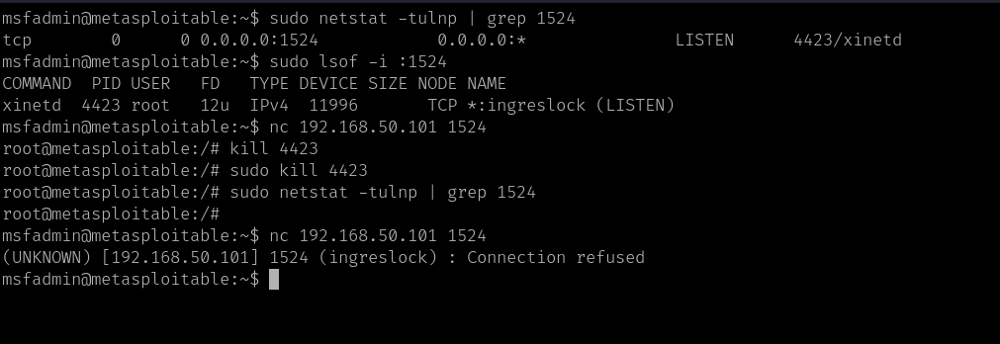 msfadmin@metasploitable:~$ sudo netstat -tulnp | grep 1524
tcp        0      0 0.0.0.0:1524            0.0.0.0:*               LISTEN      4423/xinetd
msfadmin@metasploitable:~$ sudo lsof -i :1524
COMMAND  PID USER   FD   TYPE DEVICE SIZE NODE NAME
xinetd  4423 root   12u  IPv4  11996       TCP *:ingreslock (LISTEN)
msfadmin@metasploitable:~$ nc 192.168.50.101 1524
root@metasploitable:/# kill 4423
root@metasploitable:/# sudo kill 4423
root@metasploitable:/# sudo netstat -tulnp | grep 1524
root@metasploitable:/#
msfadmin@metasploitable:~$ nc 192.168.50.101 1524
(UNKNOWN) [192.168.50.101] 1524 (ingreslock) : Connection refused
msfadmin@metasploitable:~$